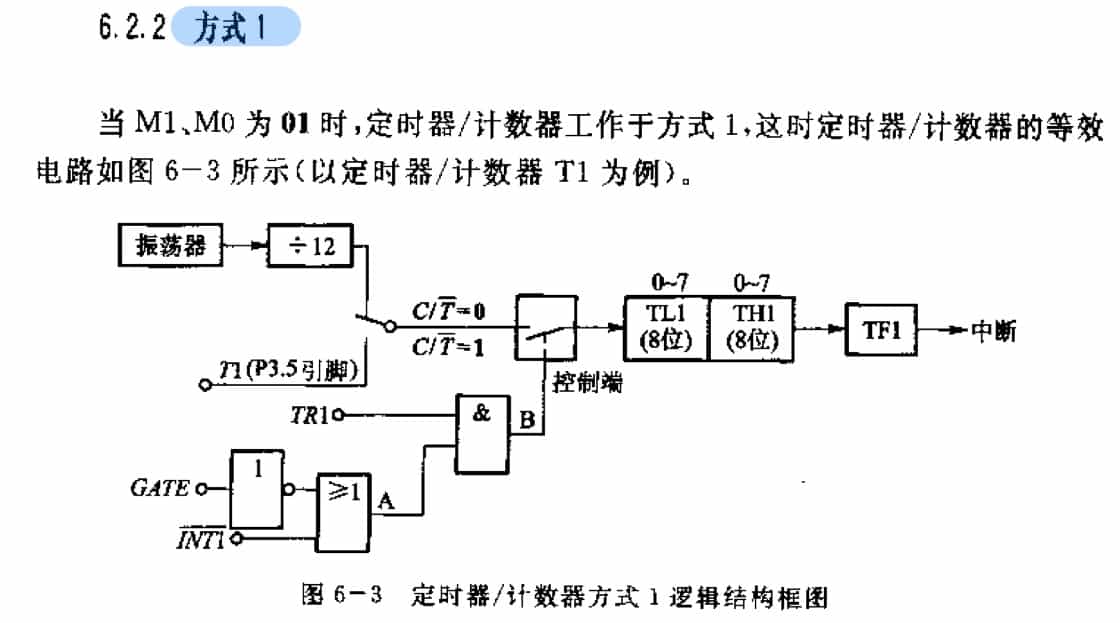 6.2.2 方式1
当 M1、M0 为 01 时,定时器/计数器工作于方式 1,这时定时器/计数器的等效
电路如图 6-3 所示(以定时器/计数器 T1 为例)。
振荡器
÷12
0~7 0~7
C/T̅=0
C/T̅=1
TL1
(8位)
TH1
(8位)
TF1
中断
T1(P3.5引脚)
控制端
TR1
&
B
GATE
1
≥1
A
I̅N̅T̅1̅
图 6-3 定时器/计数器方式 1 逻辑结构框图